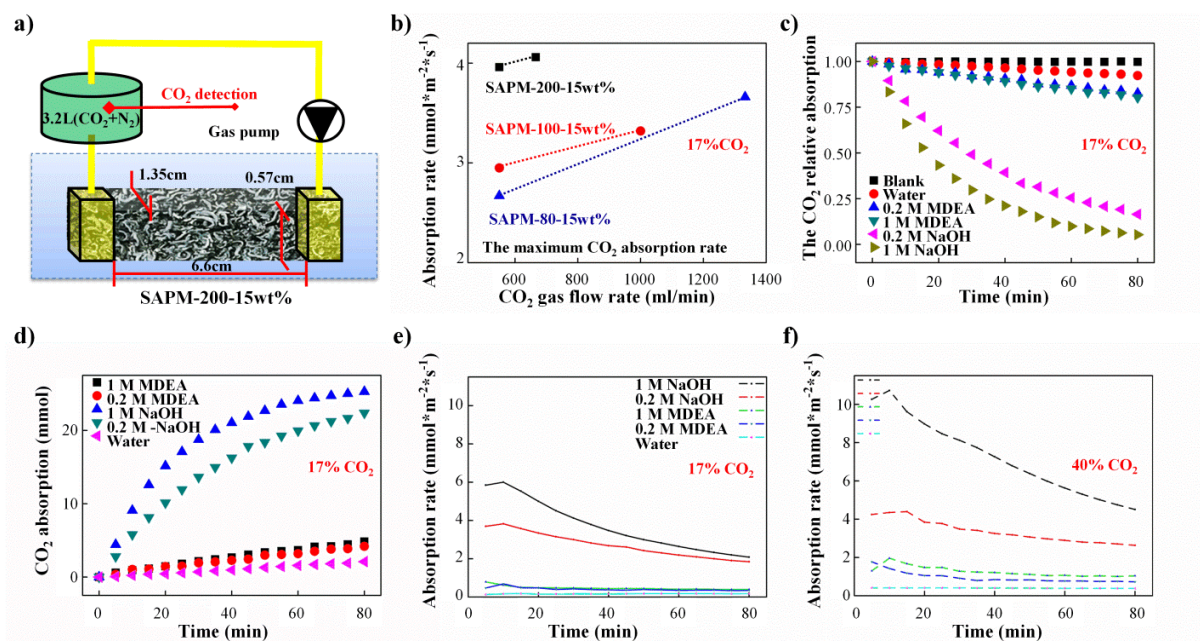 a)
CO₂ detection
3.2L(CO₂+N₂)
Gas pump
1.35cm
0.57cm
6.6cm
SAPM-200-15wt%
b)
Absorption rate (mmol*m⁻²*s⁻¹)
4
3
2
SAPM-200-15wt%
SAPM-100-15wt%
17%CO₂
SAPM-80-15wt%
The maximum CO₂ absorption rate
600 800 1000 1200 1400
CO₂ gas flow rate (ml/min)
c)
The CO₂ relative absorption
1.00
0.75
0.50
0.25
0.00
17% CO₂
Blank
Water
0.2 M MDEA
1 M MDEA
0.2 M NaOH
1 M NaOH
0 20 40 60 80
Time (min)
d)
CO₂ absorption (mmol)
20
10
0
1 M MDEA
0.2 M MDEA
1 M NaOH
0.2 M -NaOH
Water
17% CO₂
0 20 40 60 80
Time (min)
e)
Absorption rate (mmol*m⁻²*s⁻¹)
10
8
6
4
2
0
1 M NaOH
0.2 M NaOH
1 M MDEA
0.2 M MDEA
Water
17% CO₂
0 20 40 60 80
Time (min)
f)
Absorption rate (mmol*m⁻²*s⁻¹)
10
8
6
4
2
0
40% CO₂
0 20 40 60 80
Time (min)